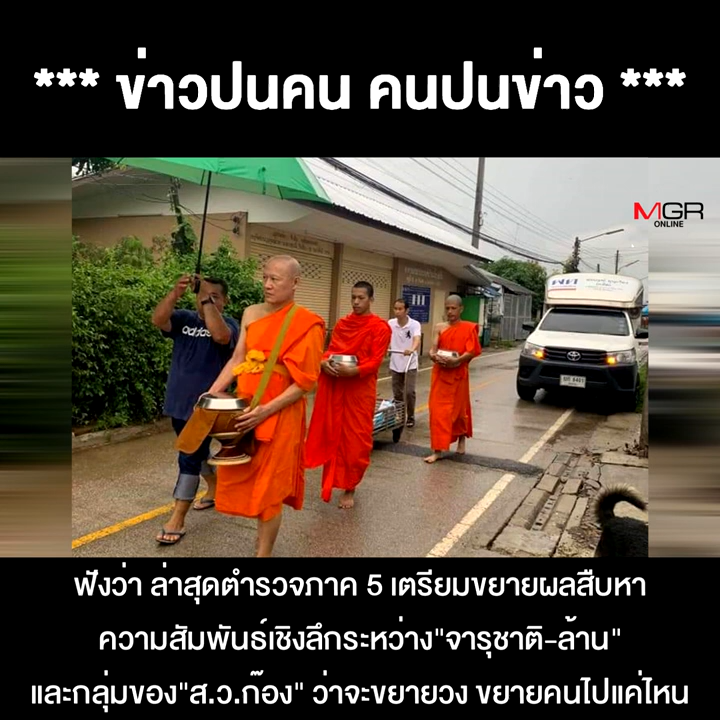 *** ข่าวปนคน คนปนข่าว ***
MGR
ONLINE
adidas
ฟังว่า ล่าสุดตำรวจภาค 5 เตรียมขยายผลสืบหา
ความสัมพันธ์เชิงลึกระหว่าง"จารุชาติ-ล้าน"
และกลุ่มของ"ส.ว.ก๊อง" ว่าจะขยายวง ขยายคนไปแค่ไหน